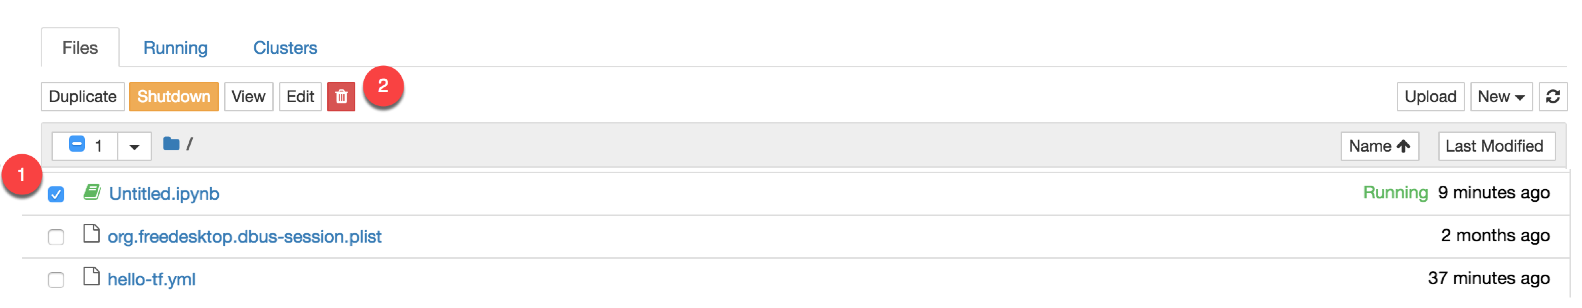 Files Running Clusters
Duplicate Shutdown View Edit 2 Upload New
1 / Name Last Modified
1
Untitled.ipynb Running 9 minutes ago
org.freedesktop.dbus-session.plist 2 months ago
hello-tf.yml 37 minutes ago